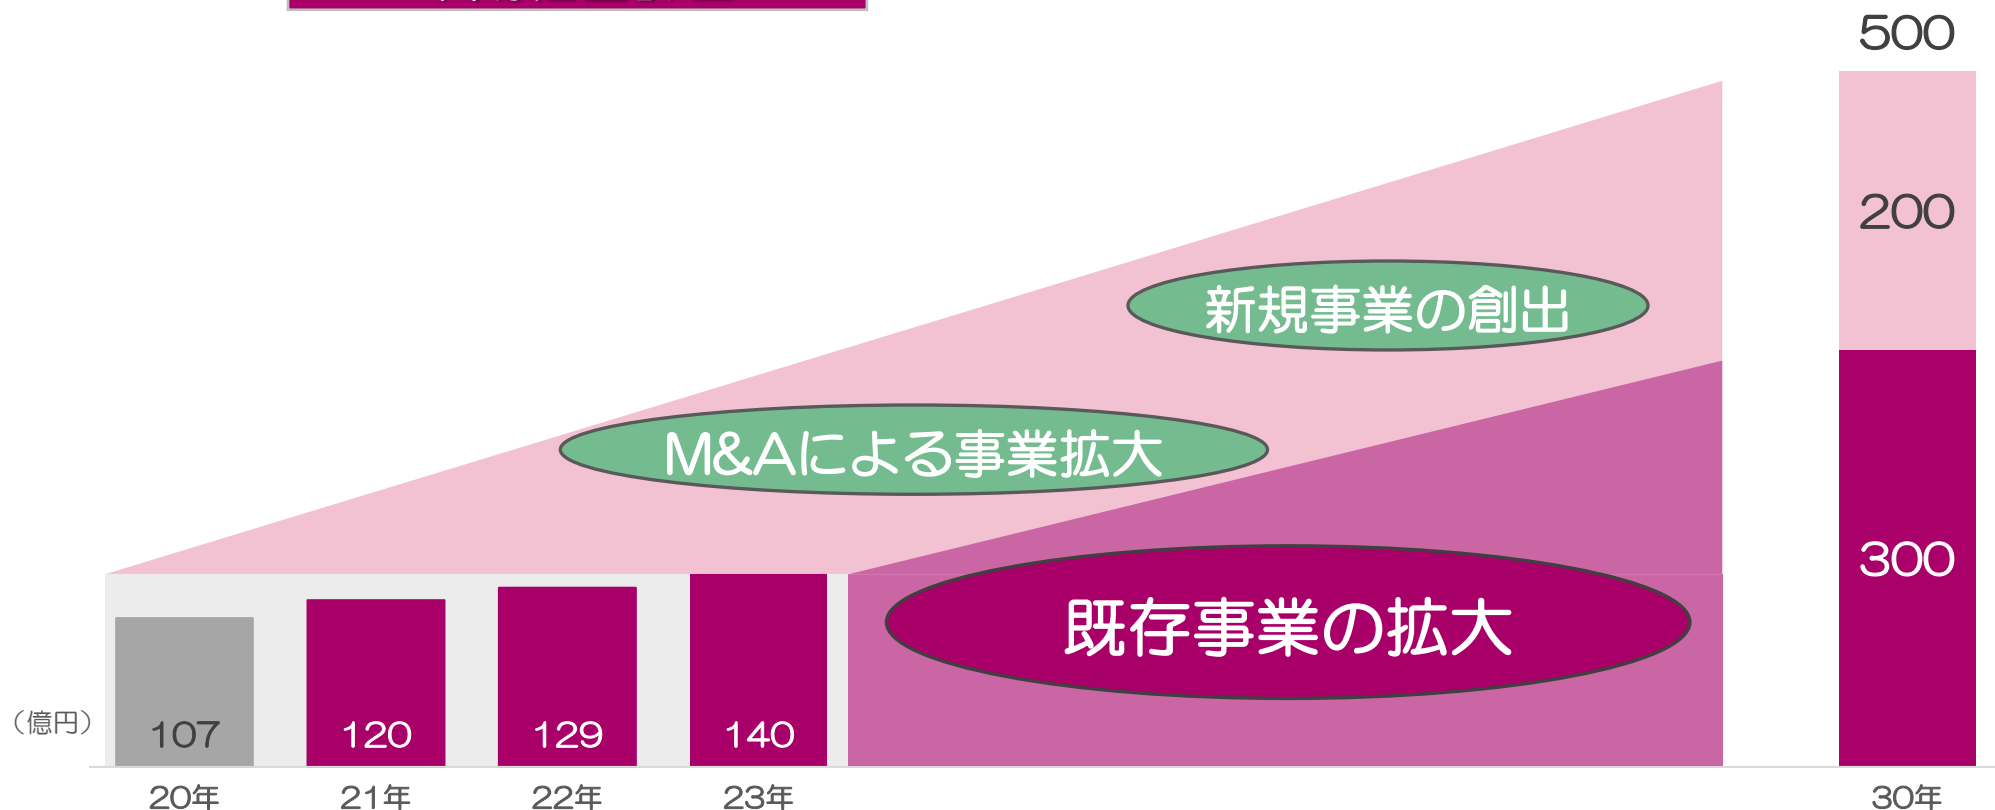 500
200
新規事業の創出
M&Aによる事業拡大
300
既存事業の拡大
（億円）
107
120
129
140
20年
21年
22年
23年
30年